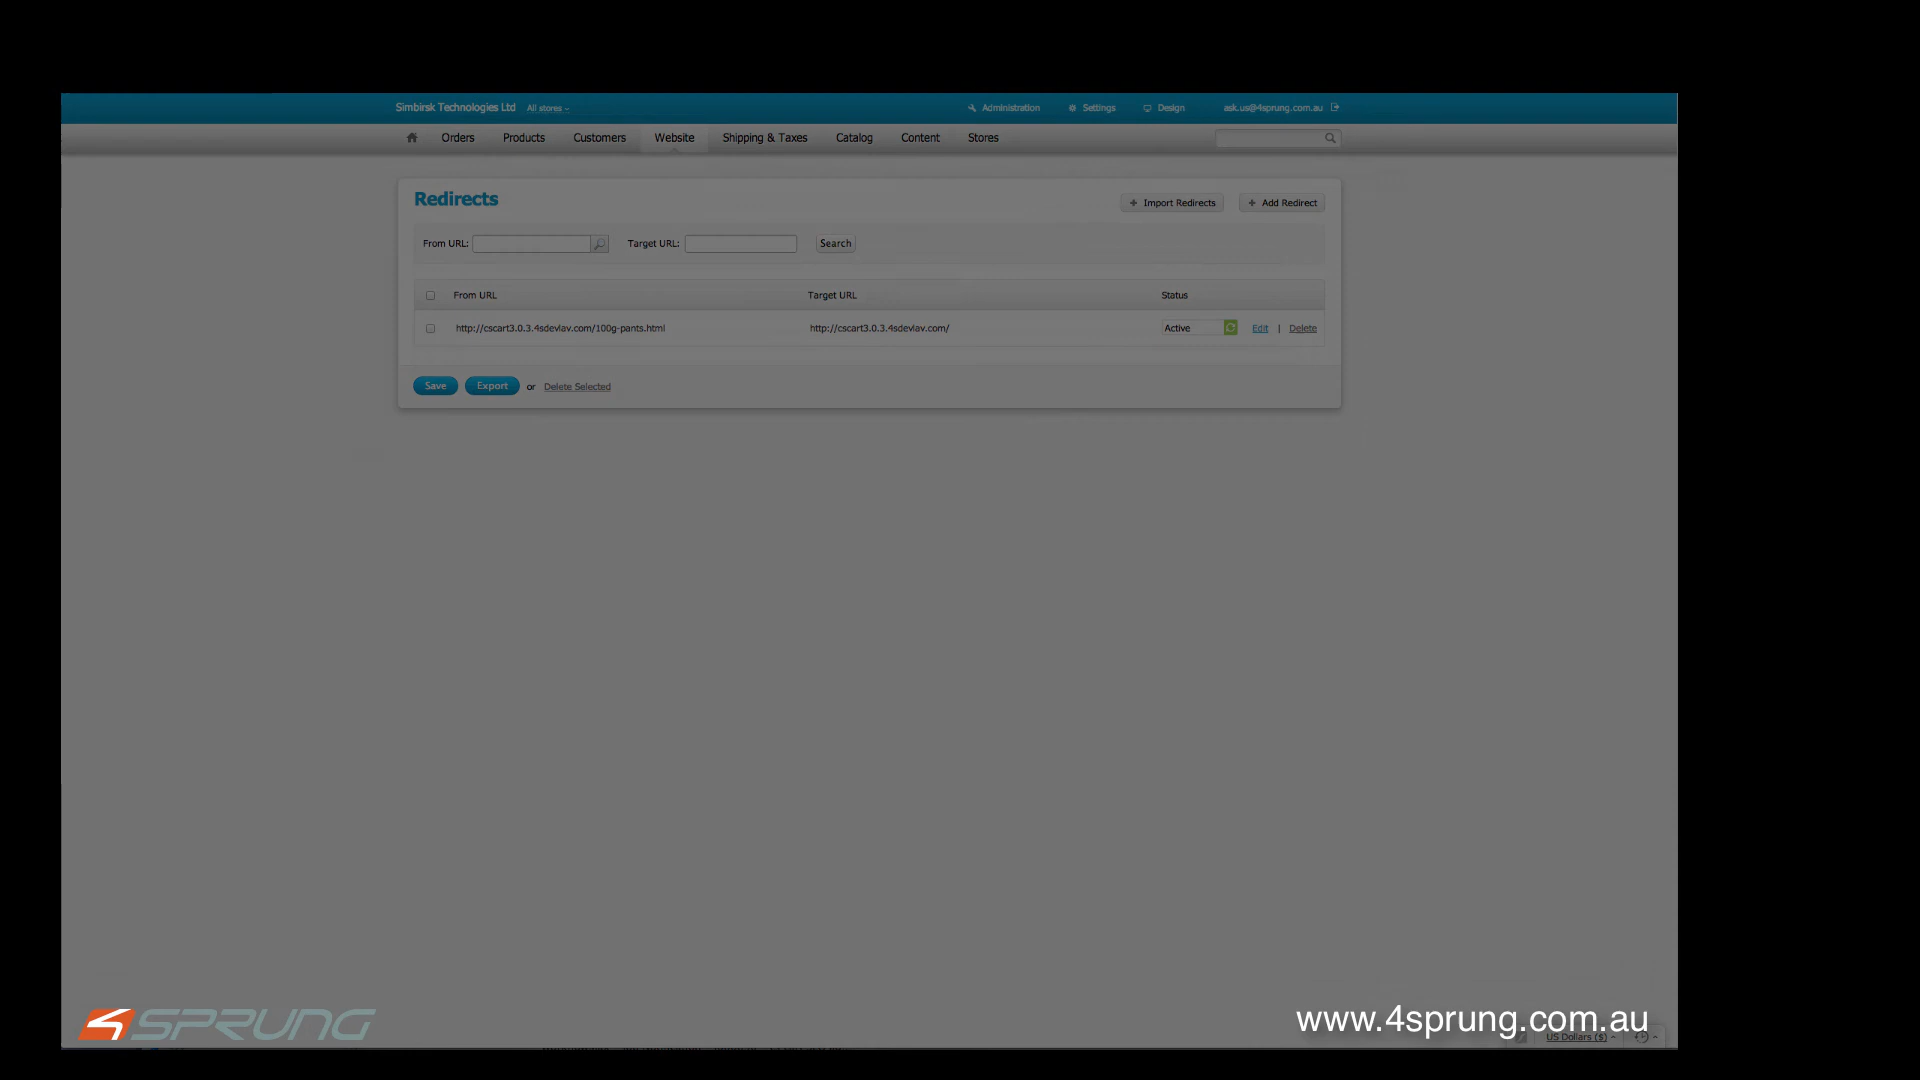 Simbirsk Technologies Ltd All stores Administration Settings Design ask.us@4sprung.com.au
Orders Products Customers Website Shipping & Taxes Catalog Content Stores
Redirects + Import Redirects + Add Redirect
From URL: Target URL: Search
From URL Target URL Status
http://cscart3.0.3.4sdevlav.com/100g-pants.html http://cscart3.0.3.4sdevlav.com/ Active Edit | Delete
Save Export or Delete Selected
4SPRUNG www.4sprung.com.au
US Dollars ($)